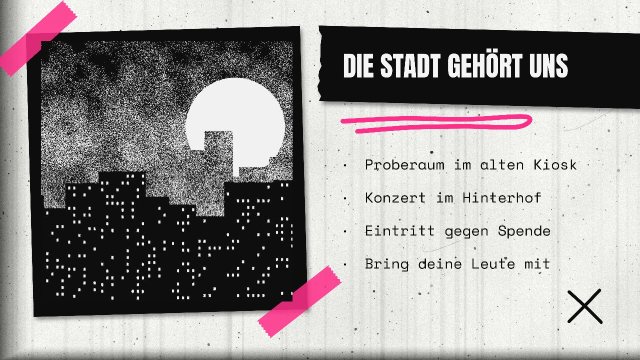 DIE STADT GEHÖRT UNS
· Proberaum im alten Kiosk
· Konzert im Hinterhof
· Eintritt gegen Spende
· Bring deine Leute mit